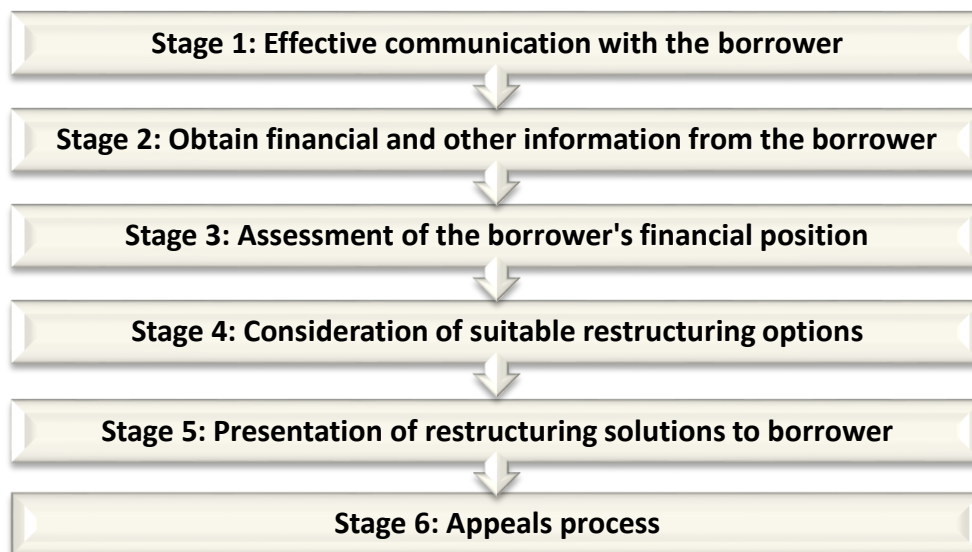 Stage 1: Effective communication with the borrower
Stage 2: Obtain financial and other information from the borrower
Stage 3: Assessment of the borrower's financial position
Stage 4: Consideration of suitable restructuring options
Stage 5: Presentation of restructuring solutions to borrower
Stage 6: Appeals process